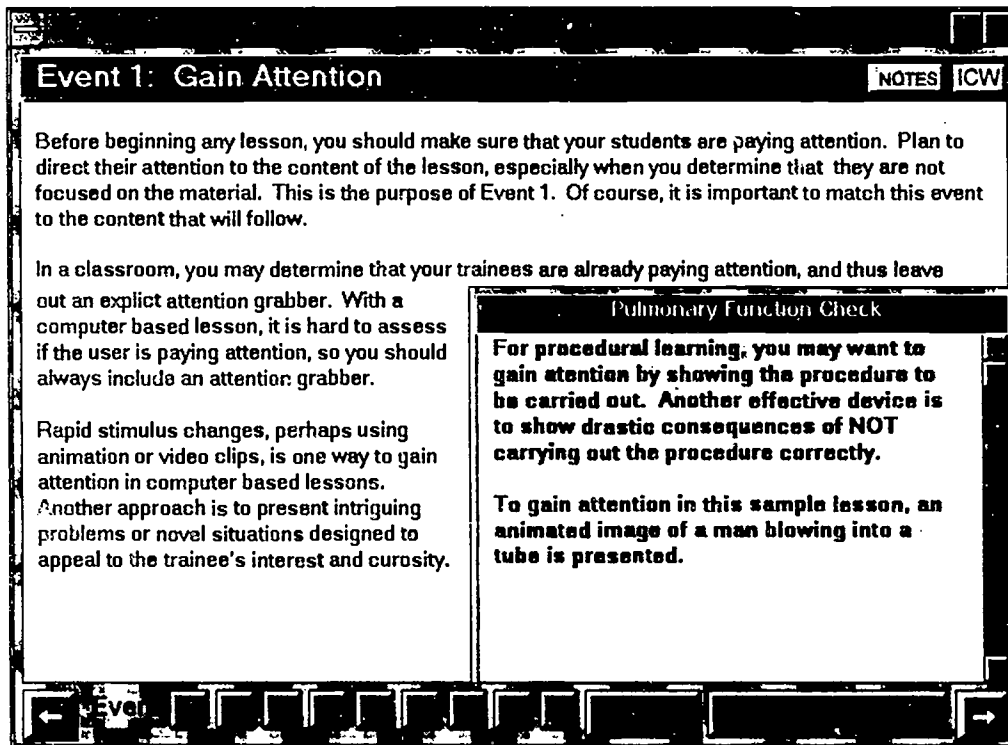 Event 1: Gain Attention
NOTES ICW
Before beginning any lesson, you should make sure that your students are paying attention. Plan to
direct their attention to the content of the lesson, especially when you determine that they are not
focused on the material. This is the purpose of Event 1. Of course, it is important to match this event
to the content that will follow.
In a classroom, you may determine that your trainees are already paying attention, and thus leave
out an explict attention grabber. With a
computer based lesson, it is hard to assess
if the user is paying attention, so you should
always include an attention grabber.
Rapid stimulus changes, perhaps using
animation or video clips, is one way to gain
attention in computer based lessons.
Another approach is to present intriguing
problems or novel situations designed to
appeal to the trainee's interest and curosity.
Pulmonary Function Check
For procedural learning, you may want to
gain atention by showing the procedure to
be carried out. Another effective device is
to show drastic consequences of NOT
carrying out the procedure correctly.
To gain attention in this sample lesson, an
animated image of a man blowing into a
tube is presented.